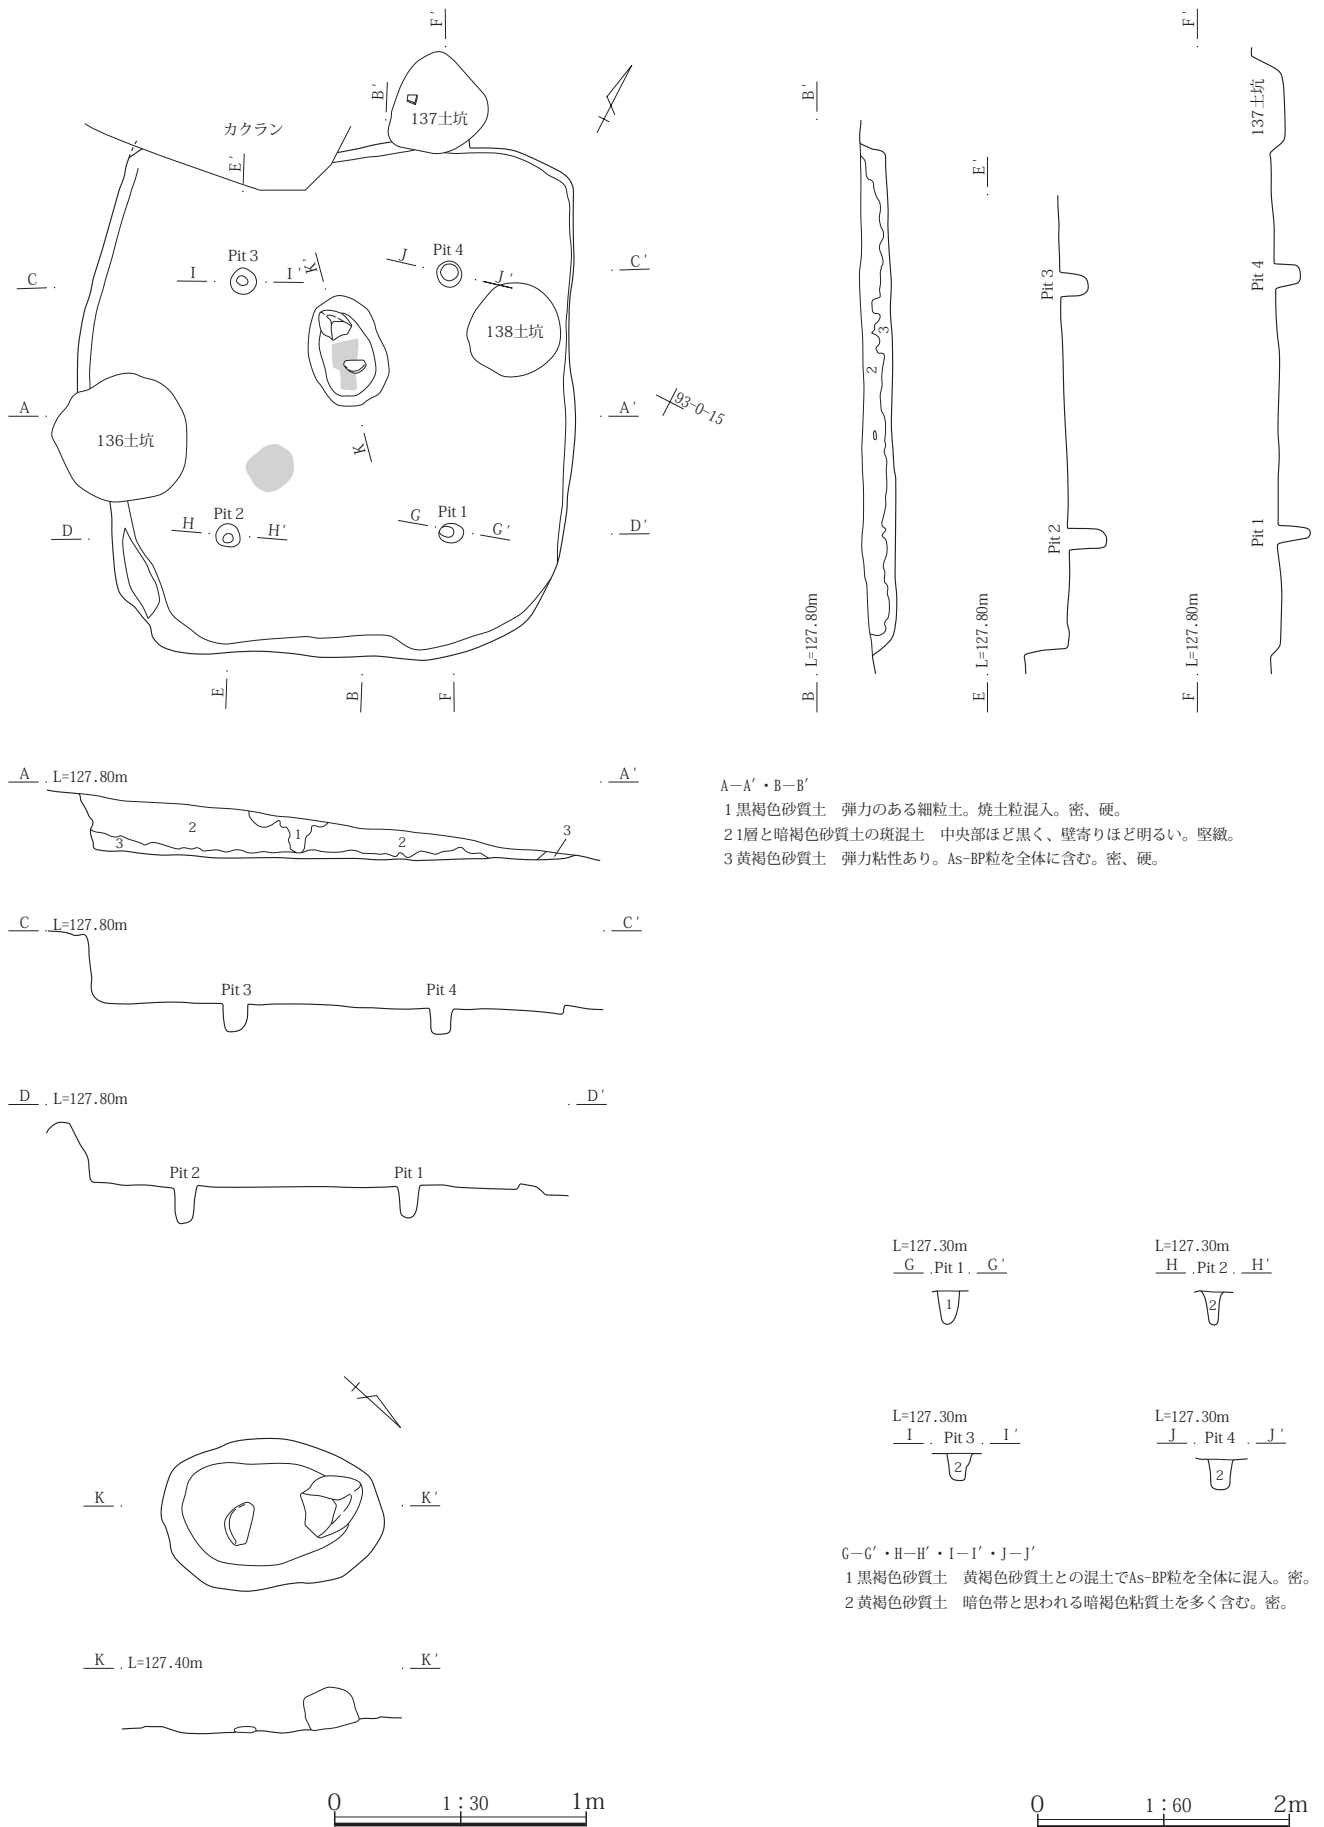 F′
B′
137土坑
カクラン
E′
Pit 3
I
I′
K′
J
Pit 4
J′
C
C′
138土坑
A
A′
93-0-15
136土坑
K
Pit 2
H
H′
G
Pit 1
G′
D
D′
E
B
F
B′
3
2
B
L=127.80m
E′
Pit 3
Pit 2
E
L=127.80m
F′
137土坑
Pit 4
Pit 1
F
L=127.80m
A L=127.80m A′
2
1
2
3
3
A―A′・B―B′
1 黒褐色砂質土 弾力のある細粒土。焼土粒混入。密、硬。
2 1層と暗褐色砂質土の斑混土 中央部ほど黒く、壁寄りほど明るい。堅緻。
3 黄褐色砂質土 弾力粘性あり。As-BP粒を全体に含む。密、硬。
C L=127.80m C′
Pit 3
Pit 4
D L=127.80m D′
Pit 2
Pit 1
L=127.30m
G Pit 1 G′
1
L=127.30m
H Pit 2 H′
2
L=127.30m
I Pit 3 I′
2
L=127.30m
J Pit 4 J′
2
G―G′・H―H′・I―I′・J―J′
1 黒褐色砂質土 黄褐色砂質土との混土でAs-BP粒を全体に混入。密。
2 黄褐色砂質土 暗色帯と思われる暗褐色粘質土を多く含む。密。
K
K′
K L=127.40m K′
0 1：30 1m
0 1：60 2m